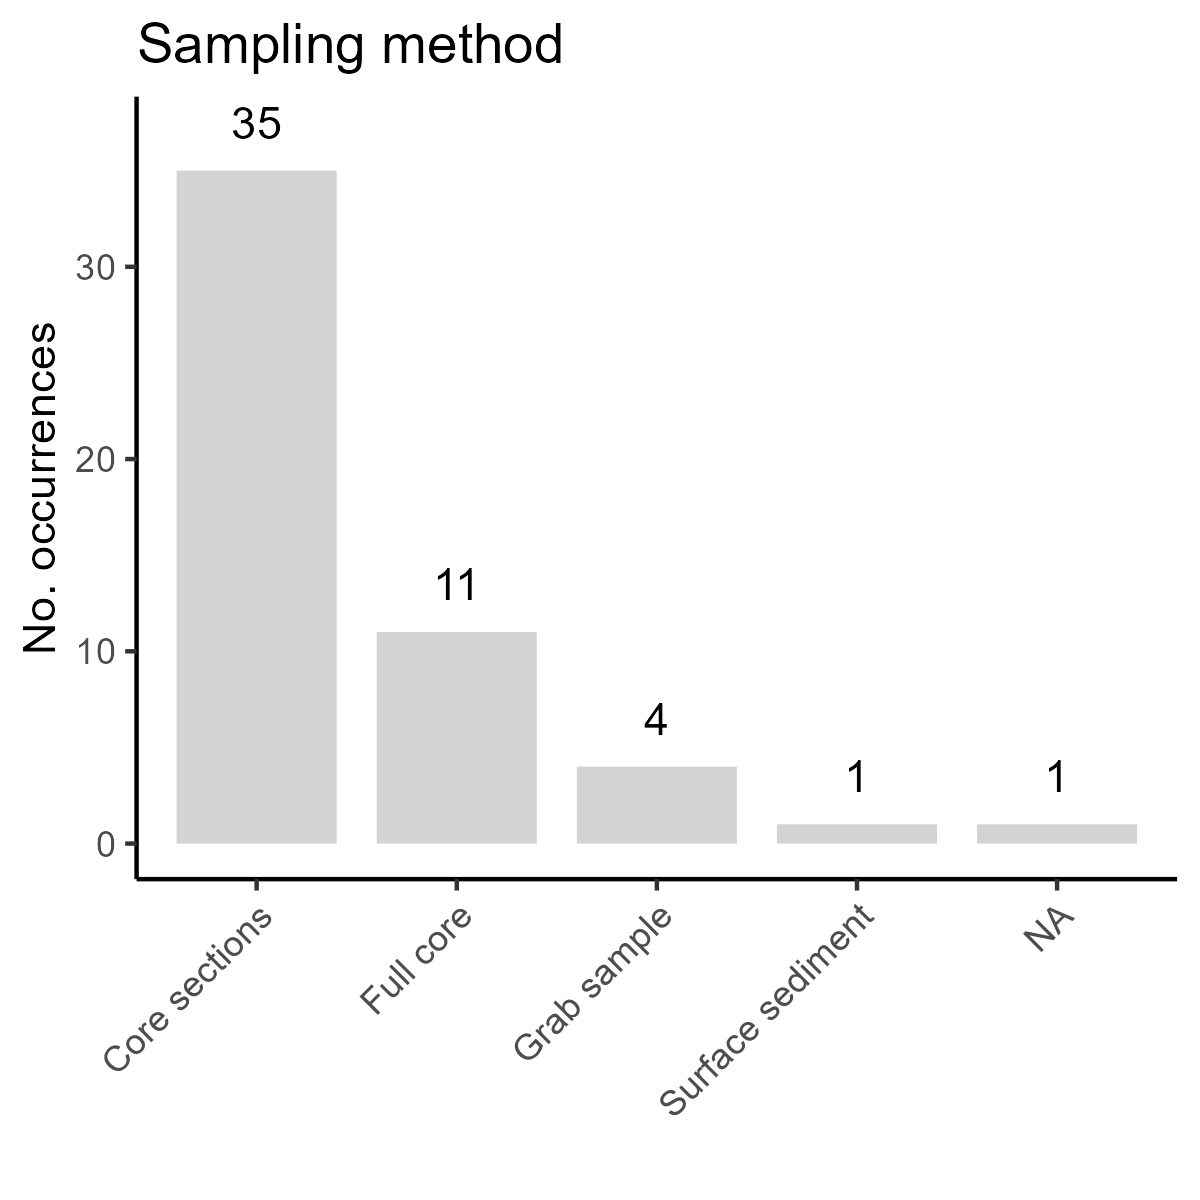 Sampling method
No. occurrences
35
30
20
11
10
4
1
1
0
Core sections
Full core
Grab sample
Surface sediment
NA